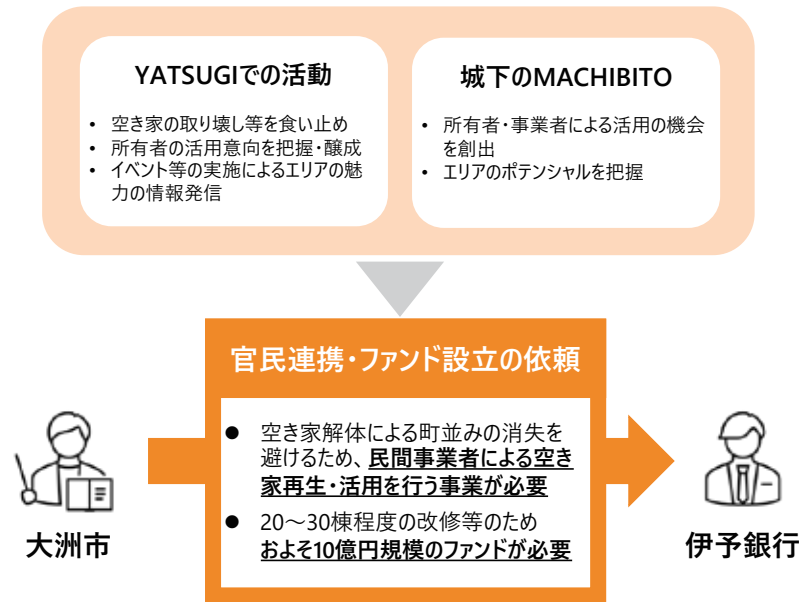 YATSUGIでの活動
• 空き家の取り壊し等を食い止め
• 所有者の活用意向を把握・醸成
• イベント等の実施によるエリアの魅
力の情報発信
城下のMACHIBITO
• 所有者・事業者による活用の機会
を創出
• エリアのポテンシャルを把握
官民連携・ファンド設立の依頼
● 空き家解体による町並みの消失を
避けるため、民間事業者による空き
家再生・活用を行う事業が必要
● 20～30棟程度の改修等のため
およそ10億円規模のファンドが必要
大洲市
伊予銀行